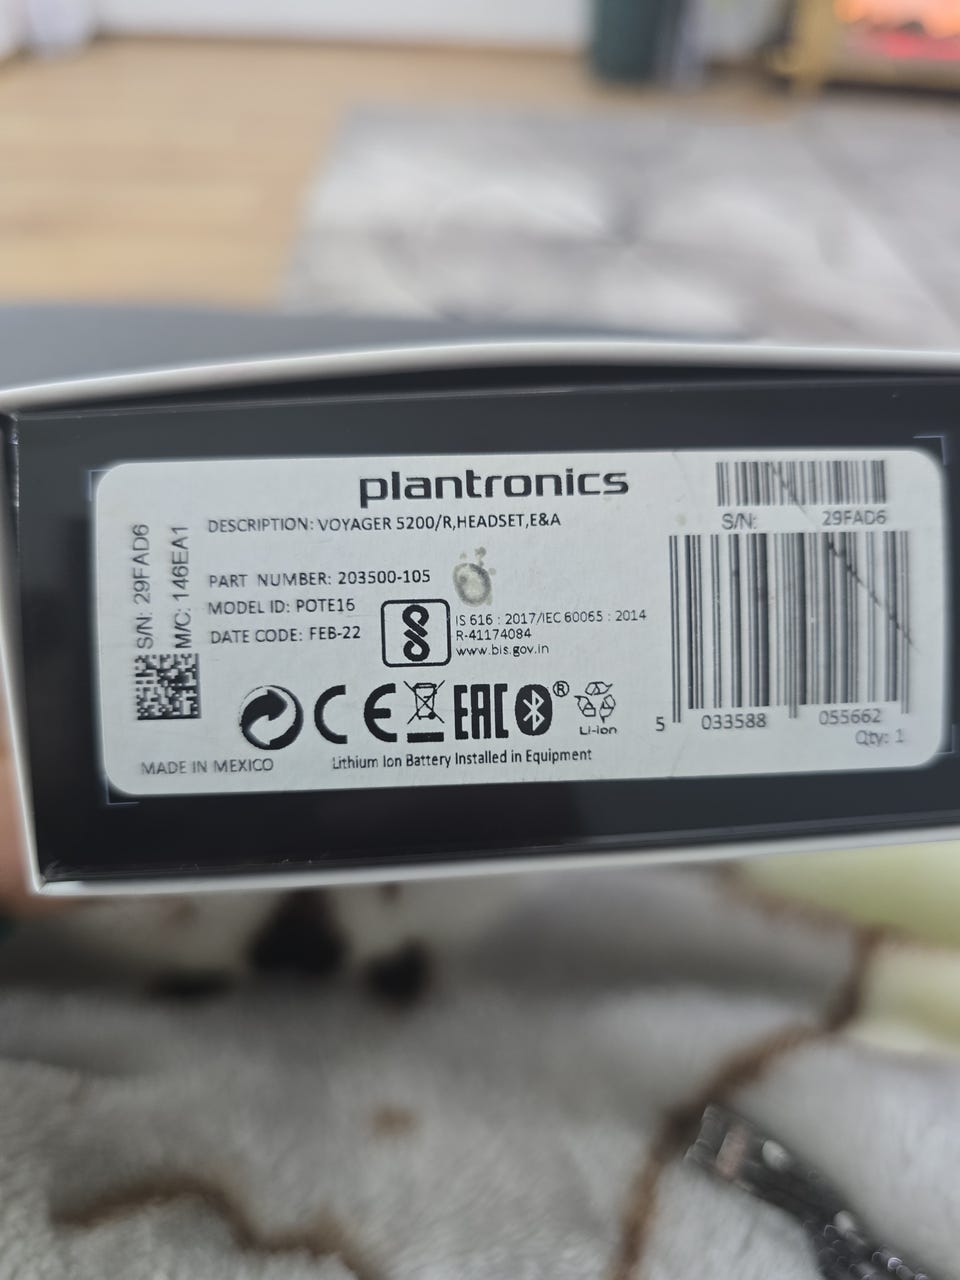 plantronics
DESCRIPTION: VOYAGER 5200/R,HEADSET,E&A
S/N: 29FAD6
M/C: 146EA1
PART NUMBER: 203500-105
MODEL ID: POTE16
DATE CODE: FEB-22
IS 616 : 2017/IEC 60065 : 2014
R-41174084
www.bis.gov.in
CE
EAC
®
Li-ion
MADE IN MEXICO
Lithium Ion Battery Installed in Equipment
S/N: 29FAD6
5 033588 055662
Qty: 1